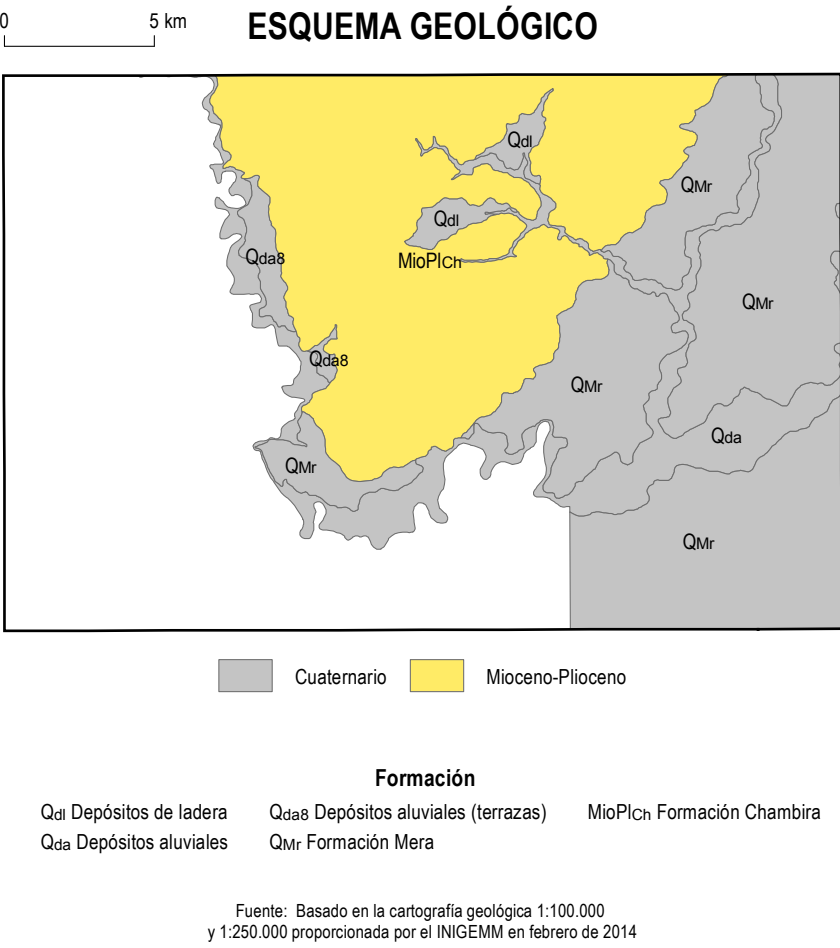 0 5 km ESQUEMA GEOLÓGICO
Qdl
QMr
Qdl
Qda8
MioPlCh
QMr
Qda8
QMr
Qda
QMr
QMr
Cuaternario Mioceno-Plioceno
Formación
Qdl Depósitos de ladera Qda8 Depósitos aluviales (terrazas) MioPlCh Formación Chambira
Qda Depósitos aluviales QMr Formación Mera
Fuente: Basado en la cartografía geológica 1:100.000
y 1:250.000 proporcionada por el INIGEMM en febrero de 2014